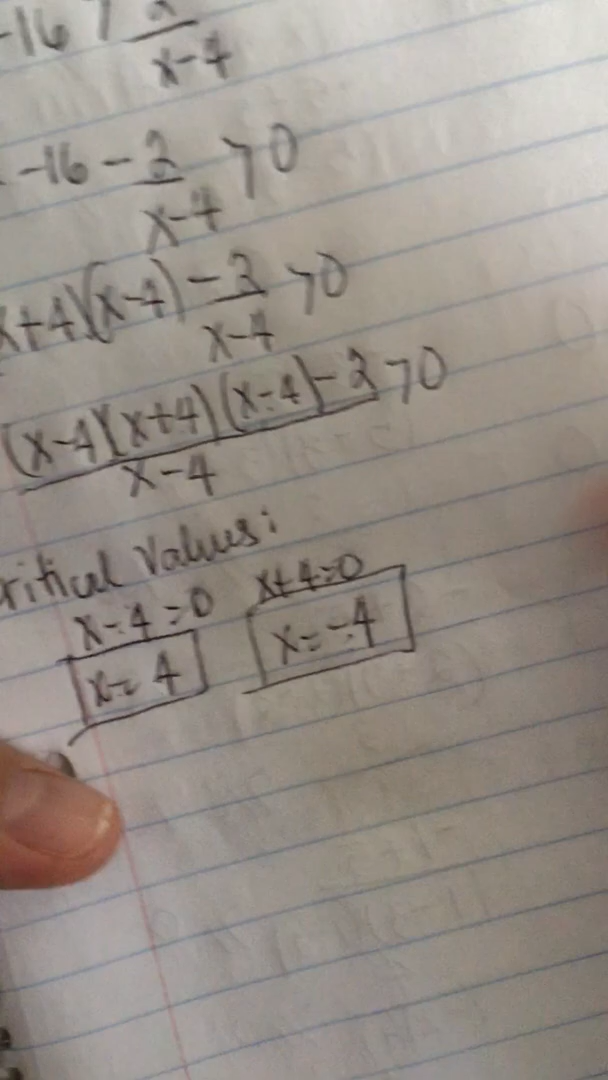 -16 > 2/(x-4)
-16 - 2/(x-4) > 0
x+4)(x-4) - 2/(x-4) > 0
(x-4)(x+4)(x-4) - 2 / (x-4) > 0
ritical Values:
x-4=0 x+4=0
x=4 x=-4